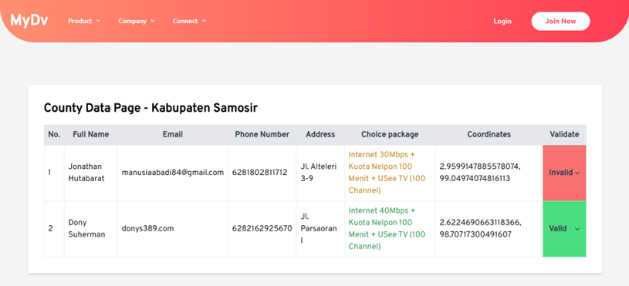 MyDv Product Company Connect Login Join Now
County Data Page - Kabupaten Samosir
No. Full Name Email Phone Number Address Choice package Coordinates Validate
1 Jonathan Hutabarat manusiaabadi84@gmail.com 6281802811712 Jl. Alteleri 3-9 Internet 30Mbps + Kuota Nelpon 100 Menit + USee TV (100 Channel) 2.9599147885578074, 99.04974074816113 Invalid
2 Dony Suherman donys389.com 6282162925670 Jl. Parsaoran I Internet 40Mbps + Kuota Nelpon 100 Menit + USee TV (100 Channel) 2.6224690663118366, 98.70717300491607 Valid